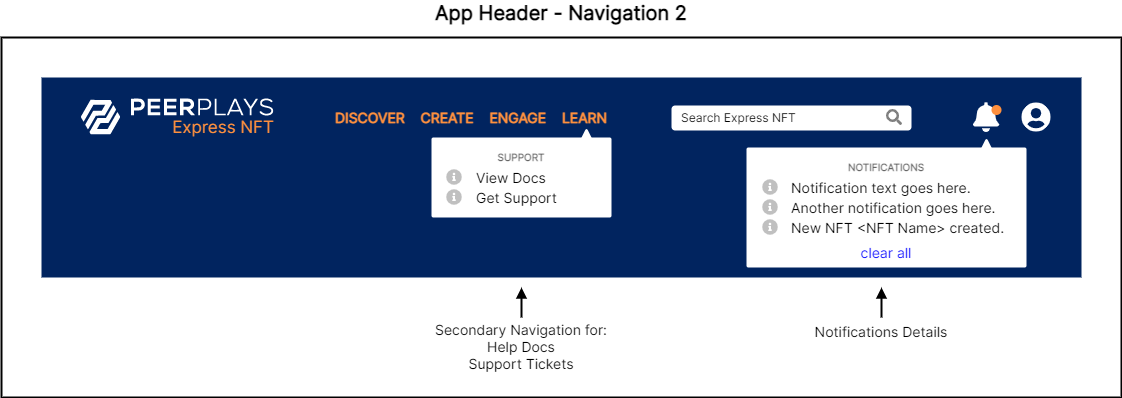 App Header - Navigation 2
PEERPLAYS
Express NFT
DISCOVER CREATE ENGAGE LEARN
Search Express NFT
SUPPORT
View Docs
Get Support
NOTIFICATIONS
Notification text goes here.
Another notification goes here.
New NFT <NFT Name> created.
clear all
Secondary Navigation for:
Help Docs
Support Tickets
Notifications Details